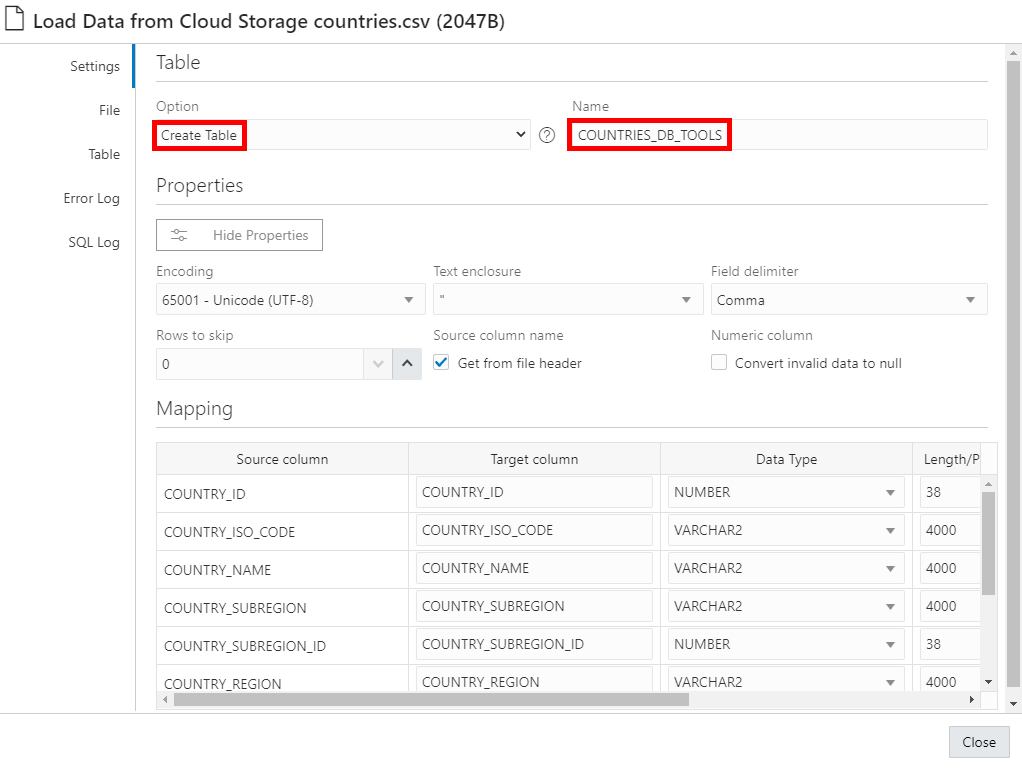 Load Data from Cloud Storage countries.csv (2047B)
Settings
File
Table
Error Log
SQL Log
Table
Option Name
Create Table COUNTRIES_DB_TOOLS
Properties
Hide Properties
Encoding Text enclosure Field delimiter
65001 - Unicode (UTF-8) " Comma
Rows to skip Source column name Numeric column
0 Get from file header Convert invalid data to null
Mapping
Source column Target column Data Type Length/P
COUNTRY_ID COUNTRY_ID NUMBER 38
COUNTRY_ISO_CODE COUNTRY_ISO_CODE VARCHAR2 4000
COUNTRY_NAME COUNTRY_NAME VARCHAR2 4000
COUNTRY_SUBREGION COUNTRY_SUBREGION VARCHAR2 4000
COUNTRY_SUBREGION_ID COUNTRY_SUBREGION_ID NUMBER 38
COUNTRY_REGION COUNTRY_REGION VARCHAR2 4000
Close